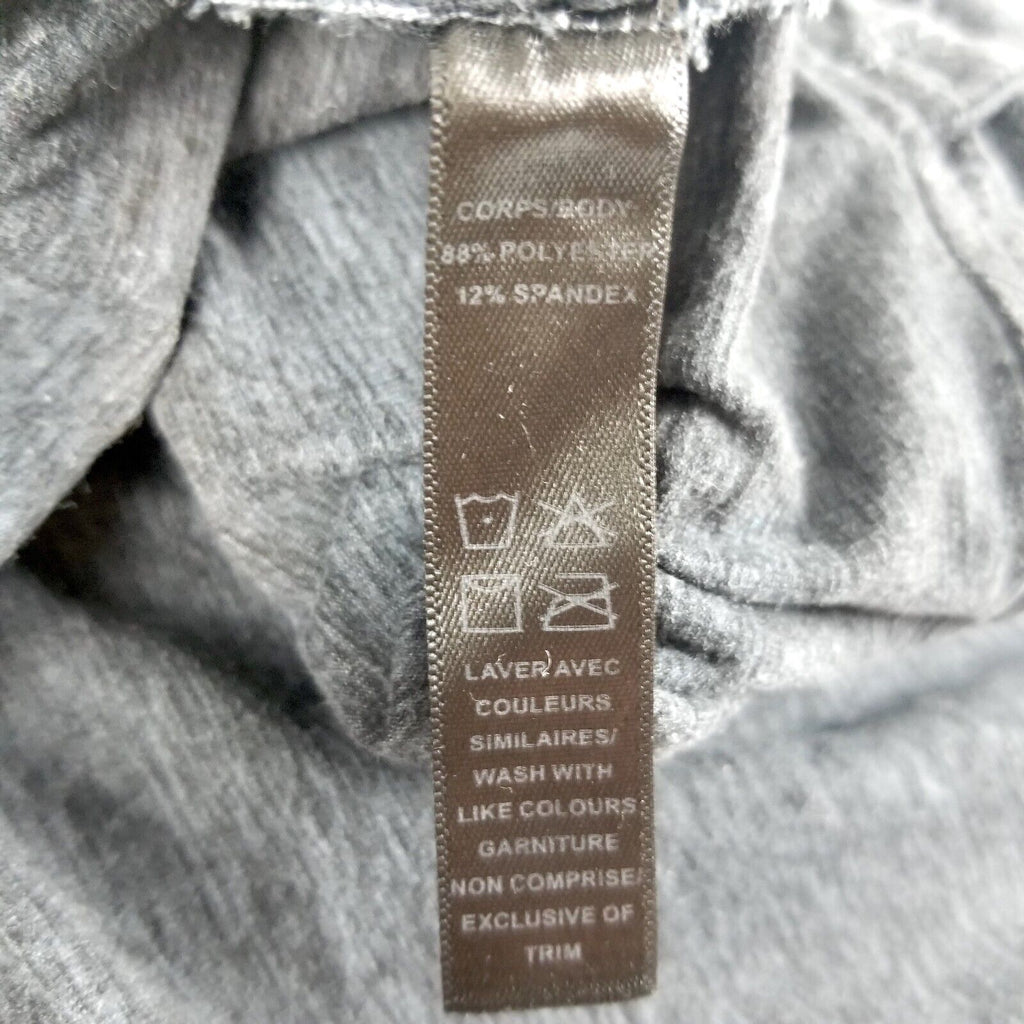 CORPS/BODY
88% POLYESTER
12% SPANDEX
LAVER AVEC
COULEURS
SIMILAIRES/
WASH WITH
LIKE COLOURS
GARNITURE
NON COMPRISE/
EXCLUSIVE OF
TRIM